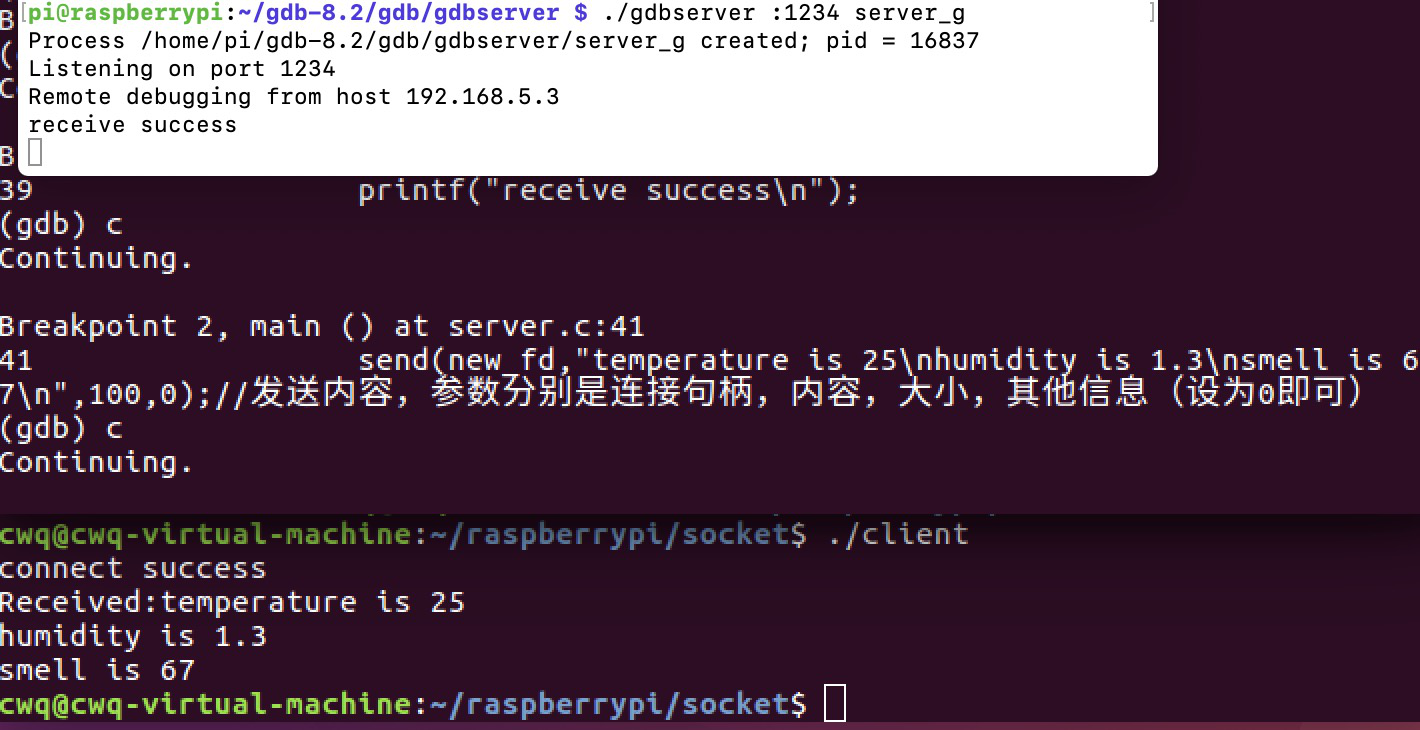 [pi@raspberrypi:~/gdb-8.2/gdb/gdbserver $ ./gdbserver :1234 server_g ]
Process /home/pi/gdb-8.2/gdb/gdbserver/server_g created; pid = 16837
Listening on port 1234
Remote debugging from host 192.168.5.3
receive success
B
(
C
B
39 printf("receive success\n");
(gdb) c
Continuing.
Breakpoint 2, main () at server.c:41
41 send(new_fd,"temperature is 25\nhumidity is 1.3\nsmell is 6
7\n",100,0);//发送内容，参数分别是连接句柄，内容，大小，其他信息（设为0即可）
(gdb) c
Continuing.
cwq@cwq-virtual-machine:~/raspberrypi/socket$ ./client
connect success
Received:temperature is 25
humidity is 1.3
smell is 67
cwq@cwq-virtual-machine:~/raspberrypi/socket$